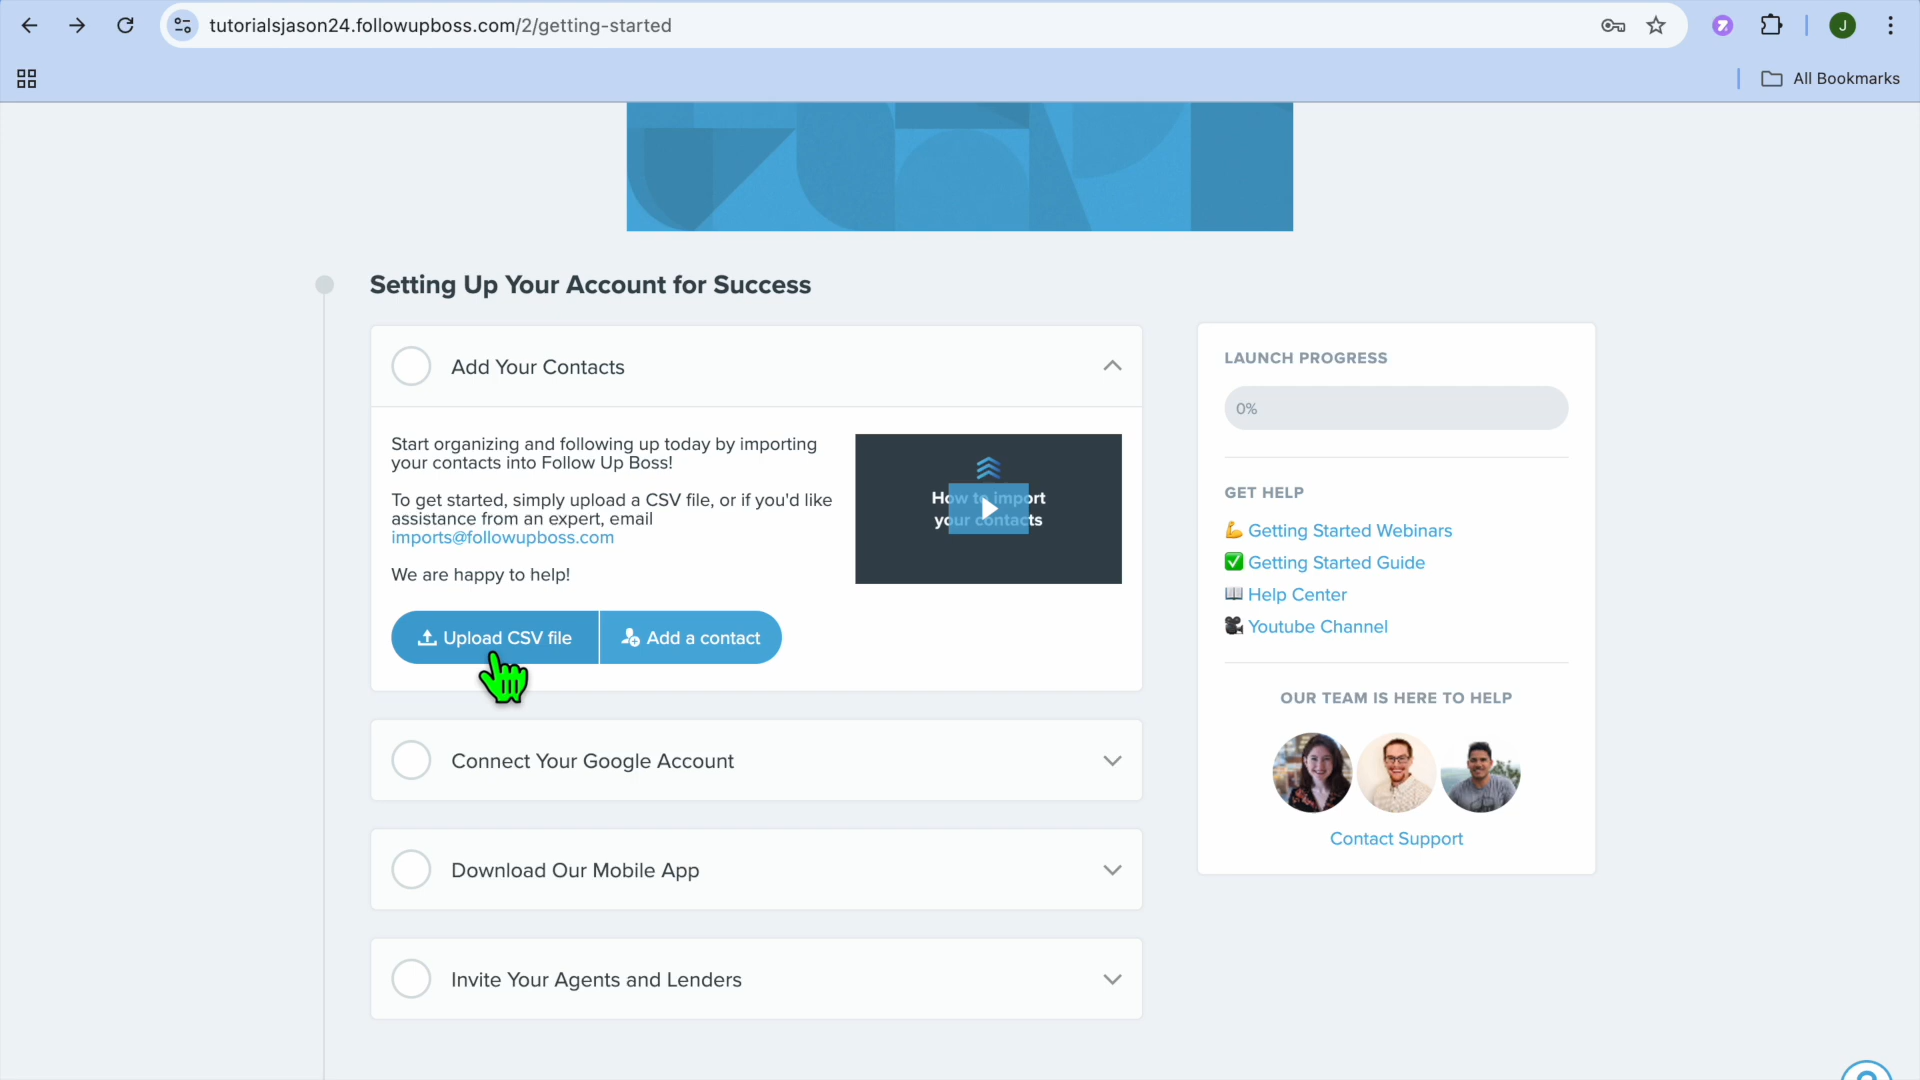 tutorialsjason24.followupboss.com/2/getting-started
J
All Bookmarks
Setting Up Your Account for Success
Add Your Contacts
Start organizing and following up today by importing
your contacts into Follow Up Boss!
To get started, simply upload a CSV file, or if you'd like
assistance from an expert, email
imports@followupboss.com
We are happy to help!
How to import
your contacts
Upload CSV file
Add a contact
Connect Your Google Account
Download Our Mobile App
Invite Your Agents and Lenders
LAUNCH PROGRESS
0%
GET HELP
Getting Started Webinars
Getting Started Guide
Help Center
Youtube Channel
OUR TEAM IS HERE TO HELP
Contact Support